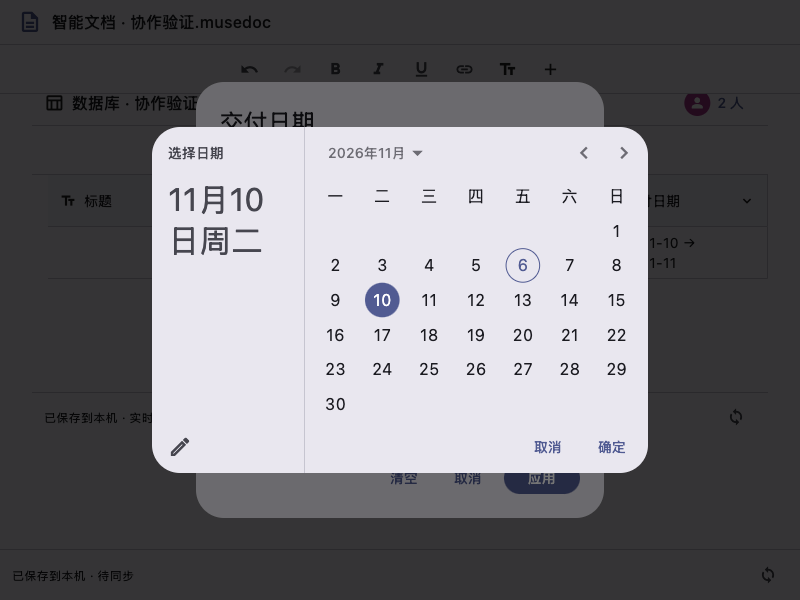 智能文档 · 协作验证.musedoc
B I U Tт +
数据库 · 协作验证
2 人
交付日期
选择日期
11月10
日周二
2026年11月
一 二 三 四 五 六 日
1
2 3 4 5 6 7 8
9 10 11 12 13 14 15
16 17 18 19 20 21 22
23 24 25 26 27 28 29
30
取消 确定
Tт 标题
付日期
1-10 →
1-11
已保存到本机 · 实时
清空 取消 应用
已保存到本机 · 待同步